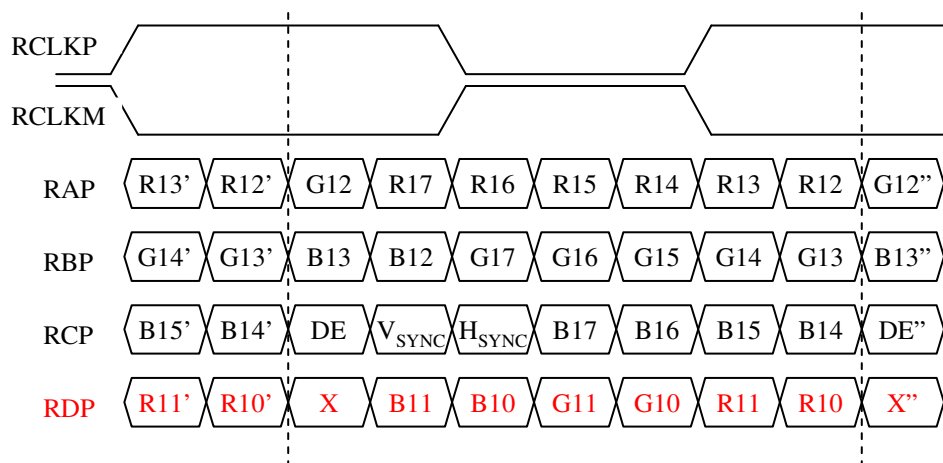 RCLKP
RCLKM
RAP R13’ R12’ G12 R17 R16 R15 R14 R13 R12 G12”
RBP G14’ G13’ B13 B12 G17 G16 G15 G14 G13 B13”
RCP B15’ B14’ DE VSYNC HSYNC B17 B16 B15 B14 DE”
RDP R11’ R10’ X B11 B10 G11 G10 R11 R10 X”